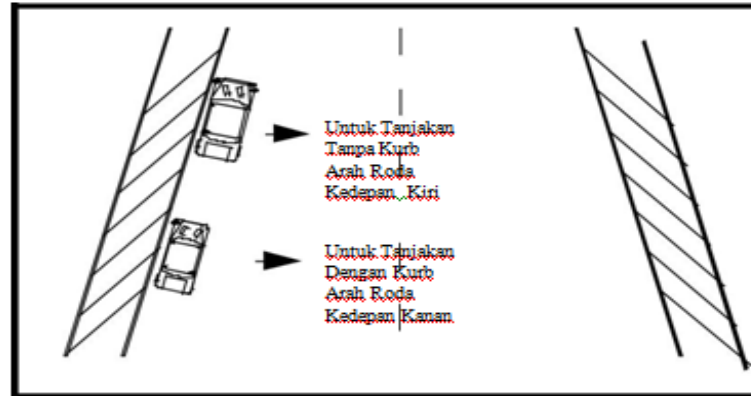 Untuk Tanjakan
Tanpa Kurb
Arah Roda
Kedepan Kiri
Untuk Tanjakan
Dengan Kurb
Arah Roda
Kedepan Kanan